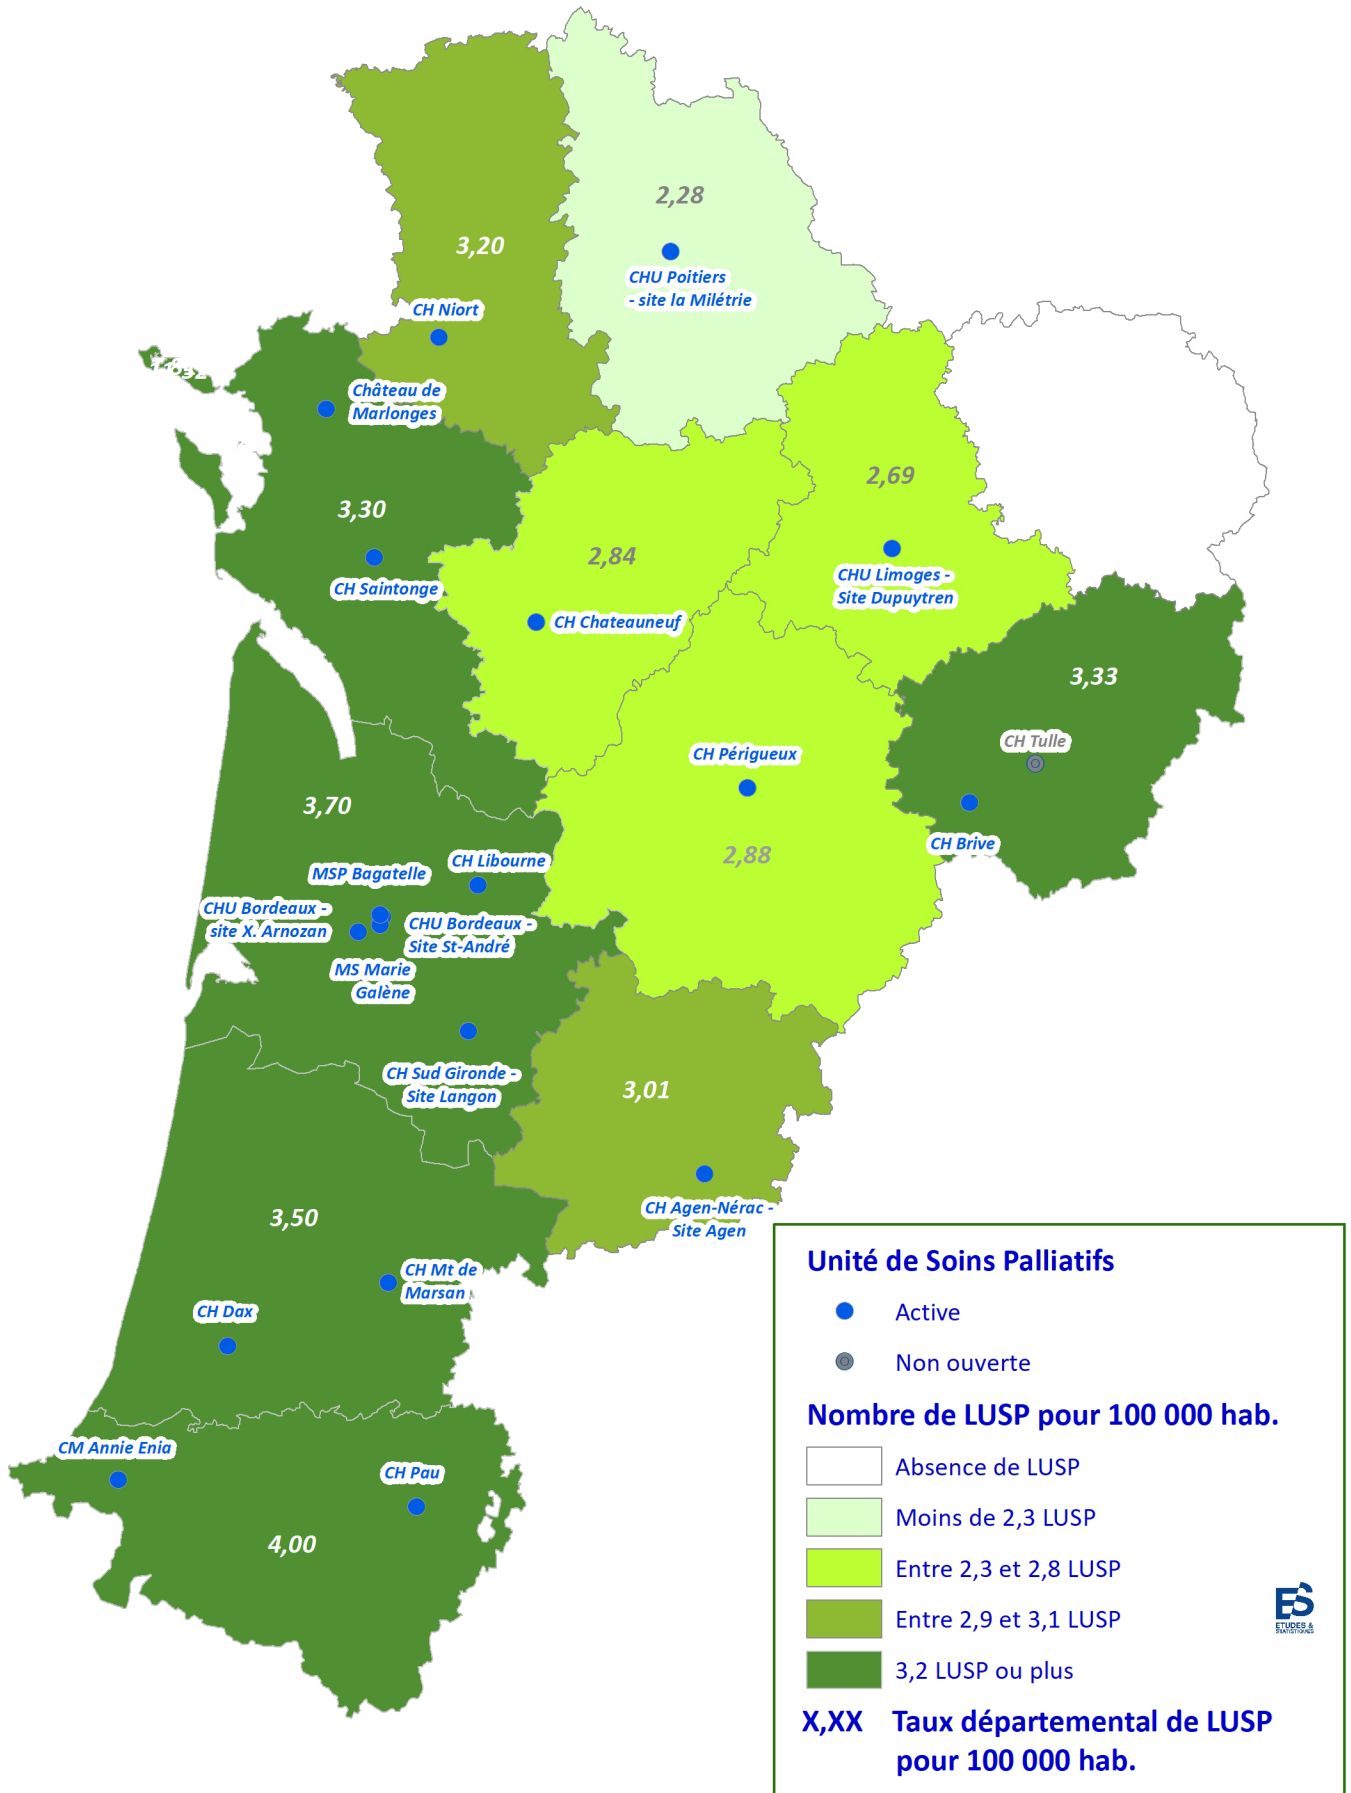 2,28
3,20
CHU Poitiers
- site la Milétrie
CH Niort
Château de
Marlonges
2,69
3,30
2,84
CHU Limoges -
Site Dupuytren
CH Saintonge
CH Chateauneuf
3,33
CH Tulle
CH Périgueux
3,70
CH Brive
2,88
CH Libourne
MSP Bagatelle
CHU Bordeaux -
site X. Arnozan
CHU Bordeaux -
Site St-André
MS Marie
Galène
CH Sud Gironde -
Site Langon
3,01
CH Agen-Nérac -
Site Agen
3,50
CH Mt de
Marsan
CH Dax
CM Annie Enia
CH Pau
4,00
Unité de Soins Palliatifs
Active
Non ouverte
Nombre de LUSP pour 100 000 hab.
Absence de LUSP
Moins de 2,3 LUSP
Entre 2,3 et 2,8 LUSP
Entre 2,9 et 3,1 LUSP
3,2 LUSP ou plus
X,XX Taux départemental de LUSP
pour 100 000 hab.
ES
ETUDES &
STATISTIQUES